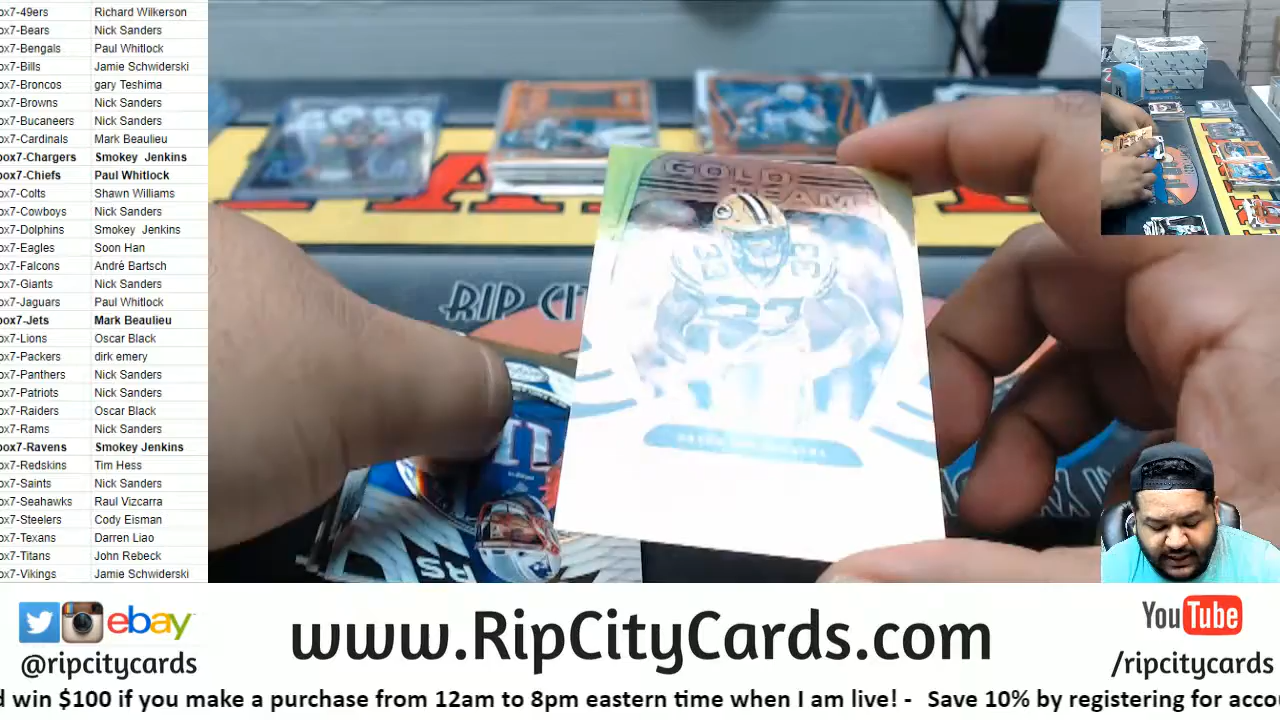 ox7-49ers Richard Wilkerson
ox7-Bears Nick Sanders
ox7-Bengals Paul Whitlock
ox7-Bills Jamie Schwiderski
ox7-Broncos gary Teshima
ox7-Browns Nick Sanders
ox7-Bucaneers Nick Sanders
ox7-Cardinals Mark Beaulieu
box7-Chargers Smokey Jenkins
box7-Chiefs Paul Whitlock
ox7-Colts Shawn Williams
ox7-Cowboys Nick Sanders
ox7-Dolphins Smokey Jenkins
ox7-Eagles Soon Han
ox7-Falcons Andrè Bartsch
ox7-Giants Nick Sanders
ox7-Jaguars Paul Whitlock
box7-Jets Mark Beaulieu
ox7-Lions Oscar Black
ox7-Packers dirk emery
ox7-Panthers Nick Sanders
ox7-Patriots Nick Sanders
ox7-Raiders Oscar Black
ox7-Rams Nick Sanders
box7-Ravens Smokey Jenkins
ox7-Redskins Tim Hess
ox7-Saints Nick Sanders
ox7-Seahawks Raul Vizcarra
ox7-Steelers Cody Eisman
ox7-Texans Darren Liao
ox7-Titans John Rebeck
ox7-Vikings Jamie Schwiderski
GOLD
TEAM
33
RIP CIT
ebay
@ripcitycards
www.RipCityCards.com
YouTube
/ripcitycards
d win $100 if you make a purchase from 12am to 8pm eastern time when I am live! - Save 10% by registering for acco